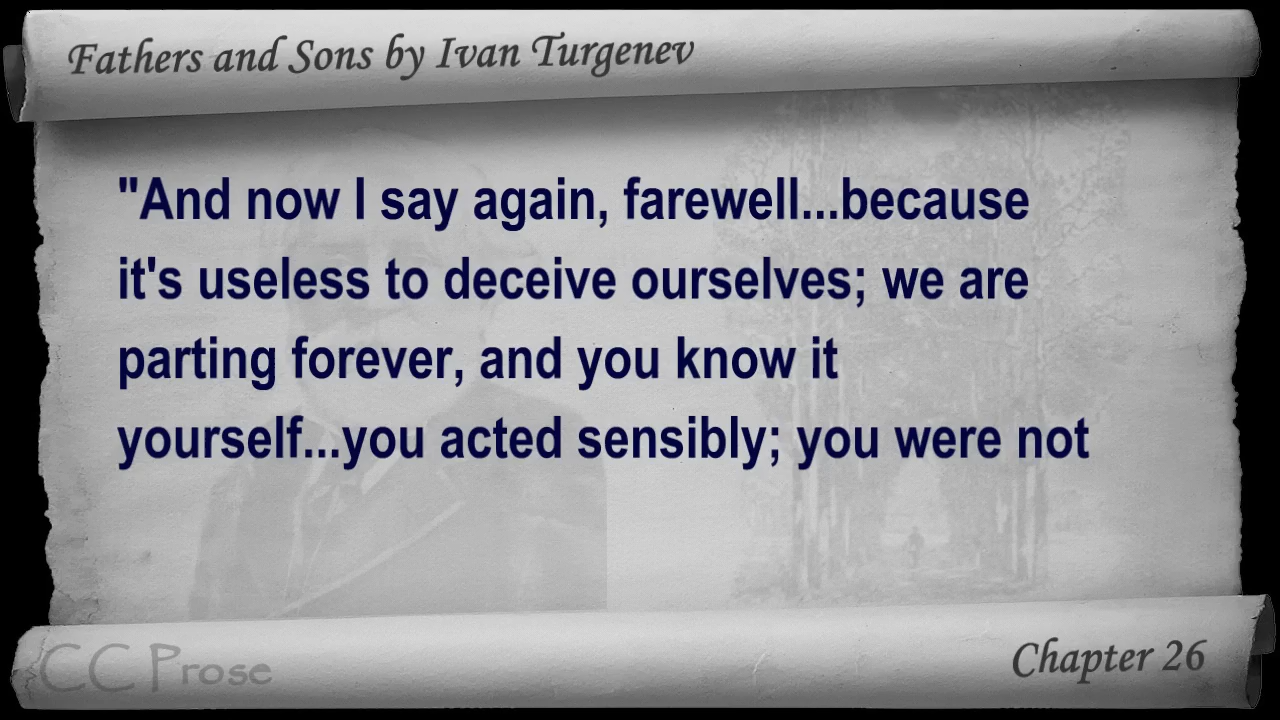 Fathers and Sons by Ivan Turgenev
"And now I say again, farewell...because
it's useless to deceive ourselves; we are
parting forever, and you know it
yourself...you acted sensibly; you were not
CC Prose
Chapter 26